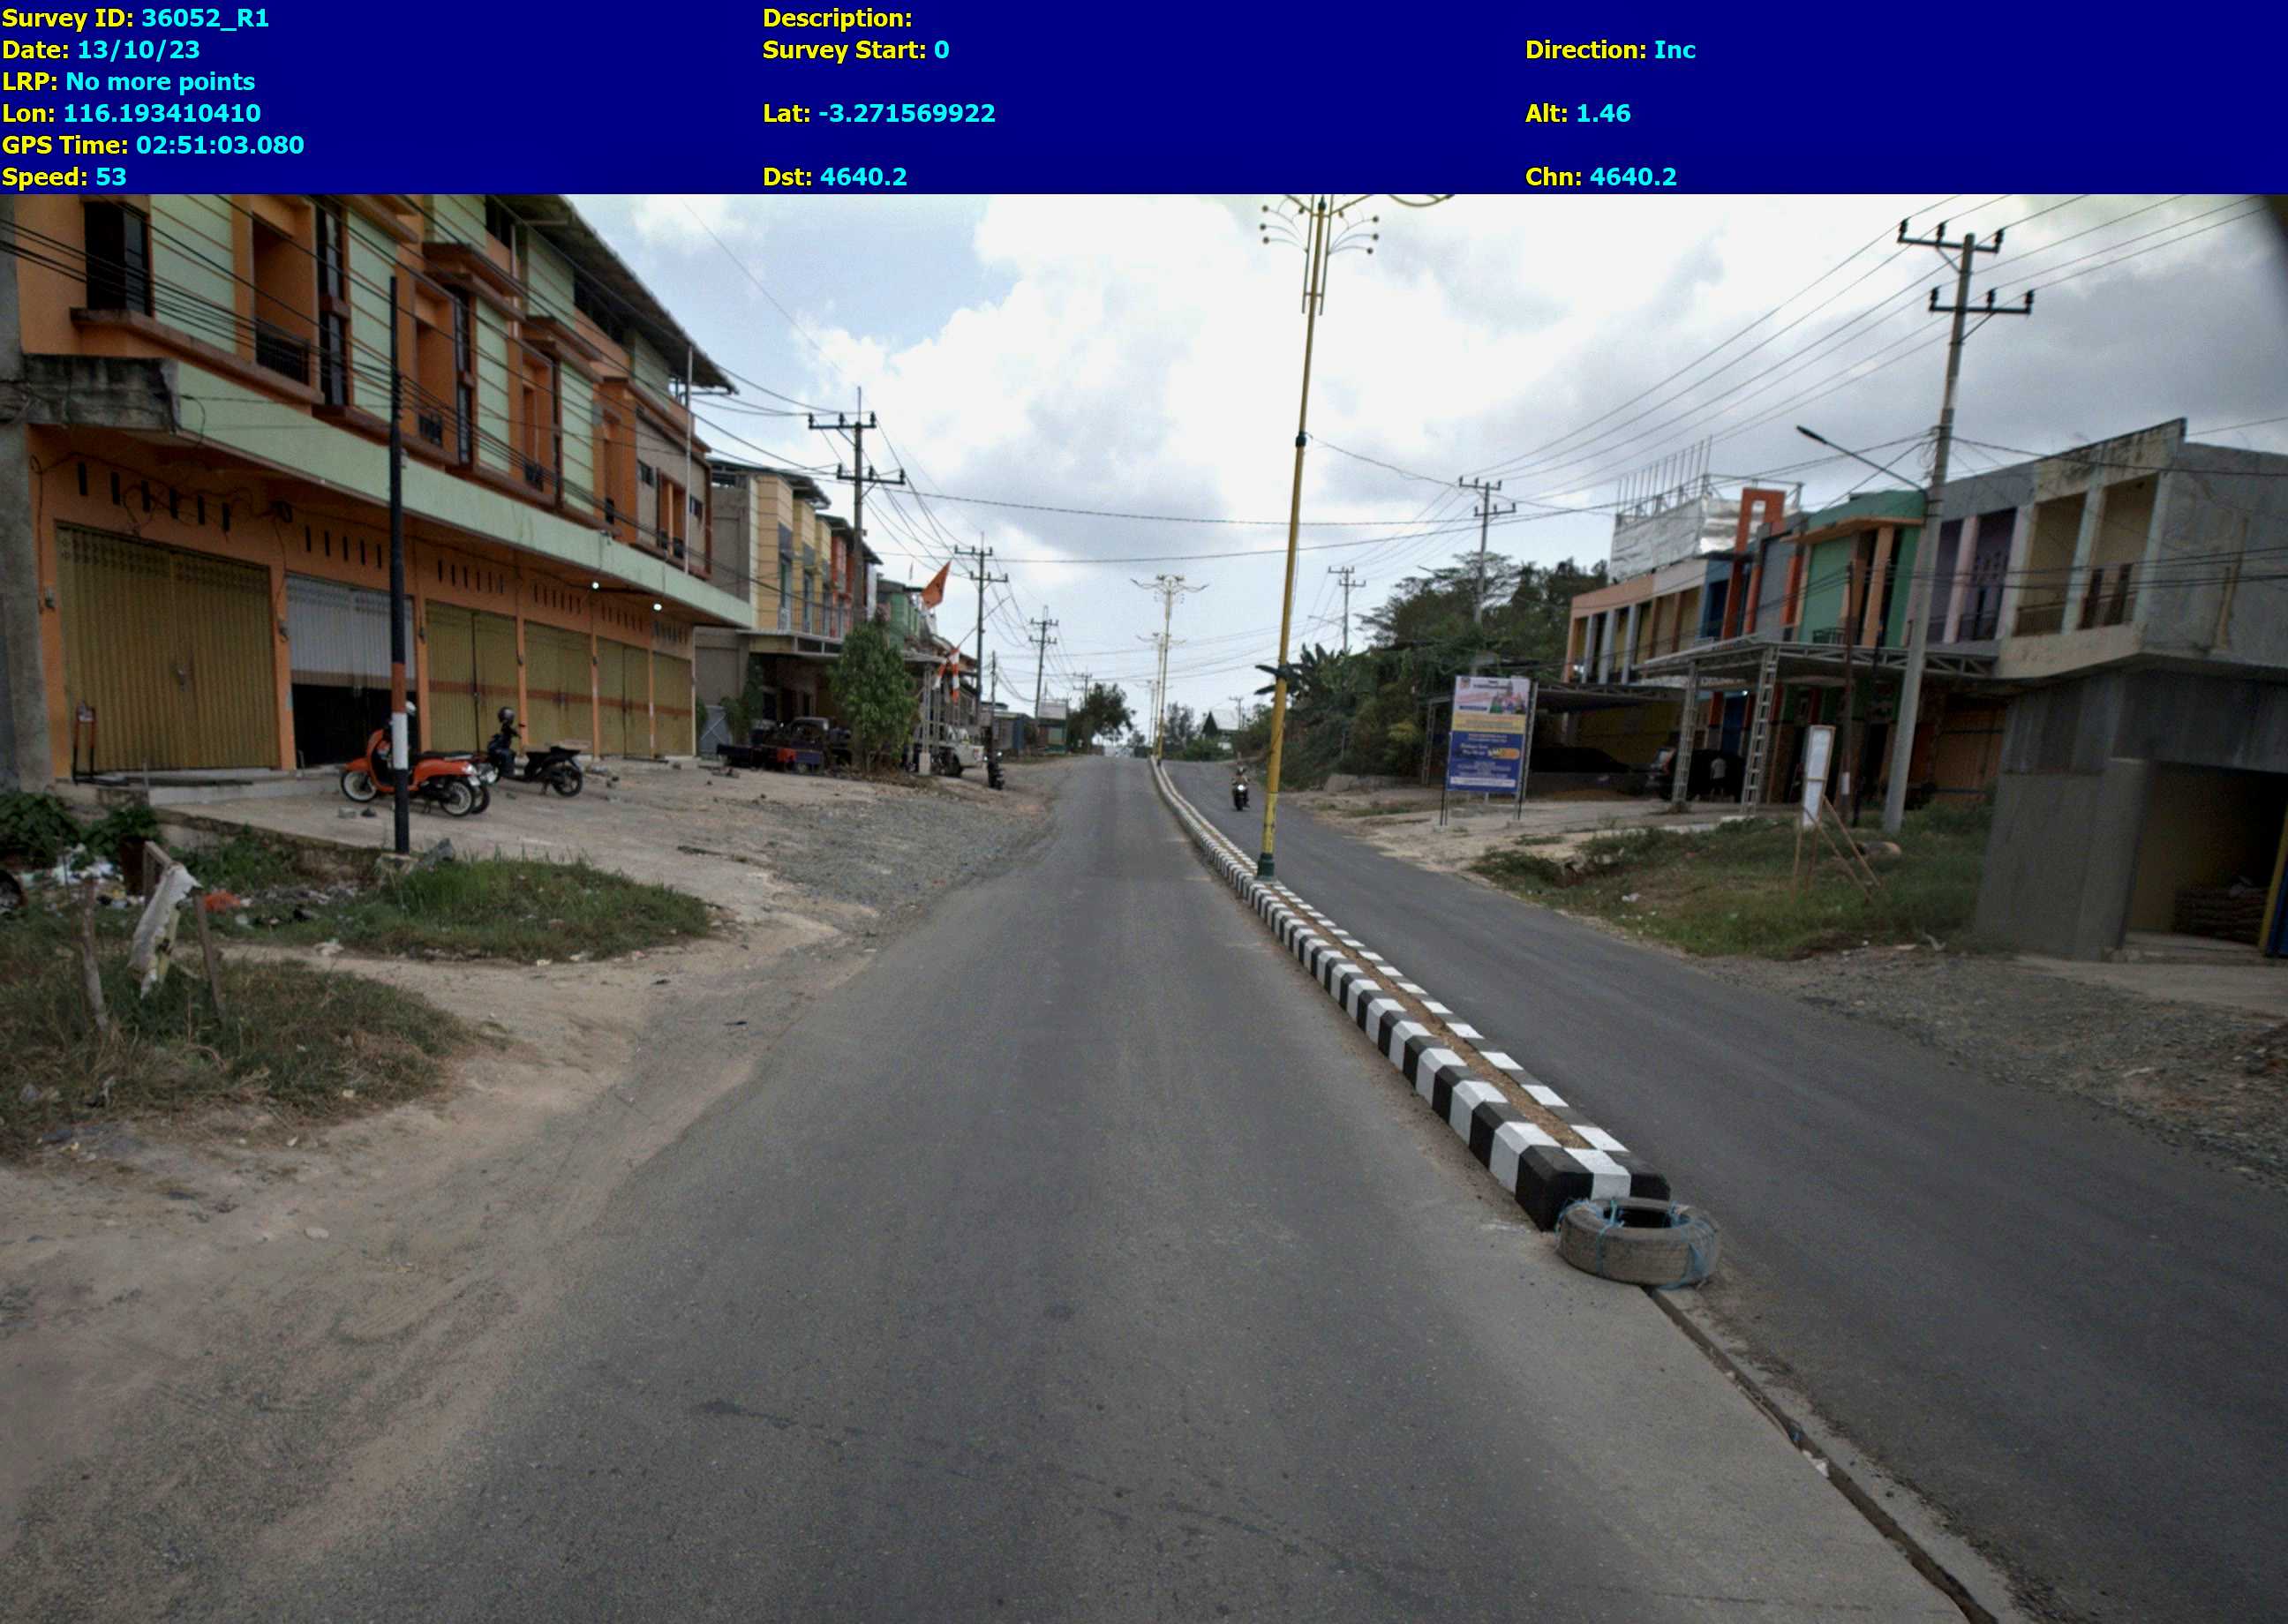 Survey ID: 36052_R1
Description:
Date: 13/10/23
Survey Start: 0
Direction: Inc
LRP: No more points
Lon: 116.193410410
Lat: -3.271569922
Alt: 1.46
GPS Time: 02:51:03.080
Speed: 53
Dst: 4640.2
Chn: 4640.2